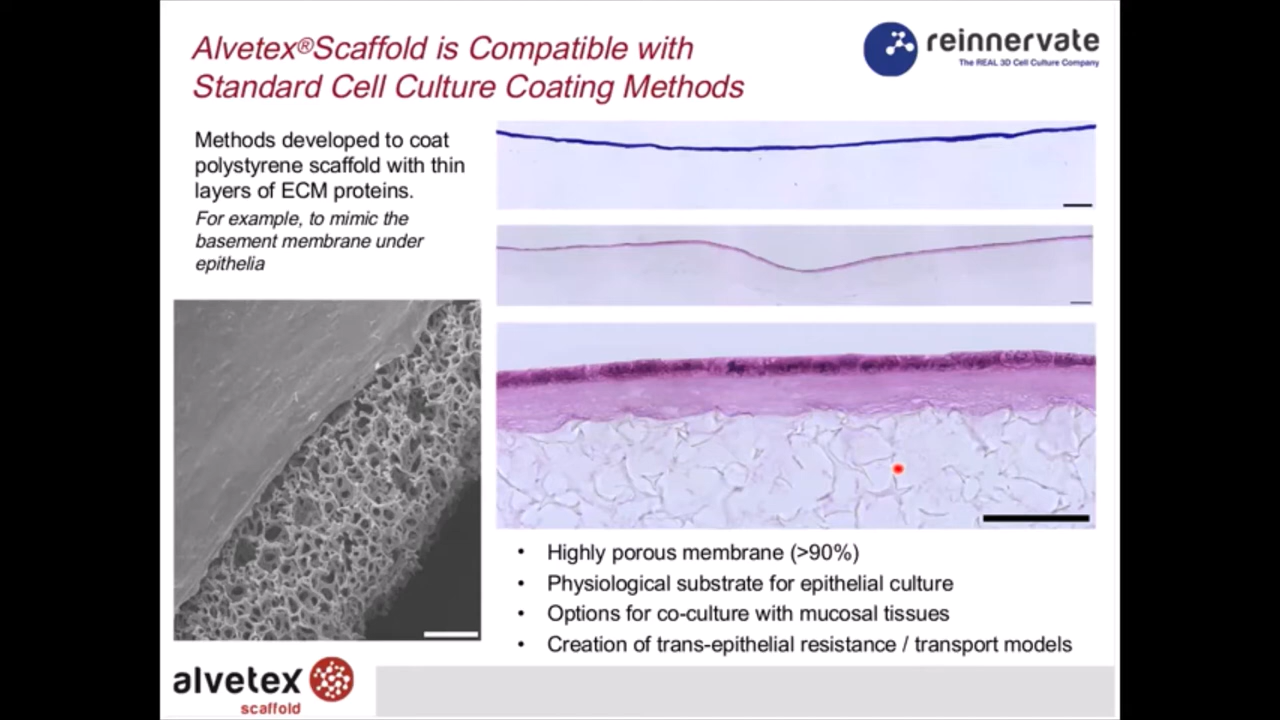 Alvetex®Scaffold is Compatible with
Standard Cell Culture Coating Methods
reinnervate
The REAL 3D Cell Culture Company
Methods developed to coat
polystyrene scaffold with thin
layers of ECM proteins.
For example, to mimic the
basement membrane under
epithelia
• Highly porous membrane (>90%)
• Physiological substrate for epithelial culture
• Options for co-culture with mucosal tissues
• Creation of trans-epithelial resistance / transport models
alvetex
scaffold